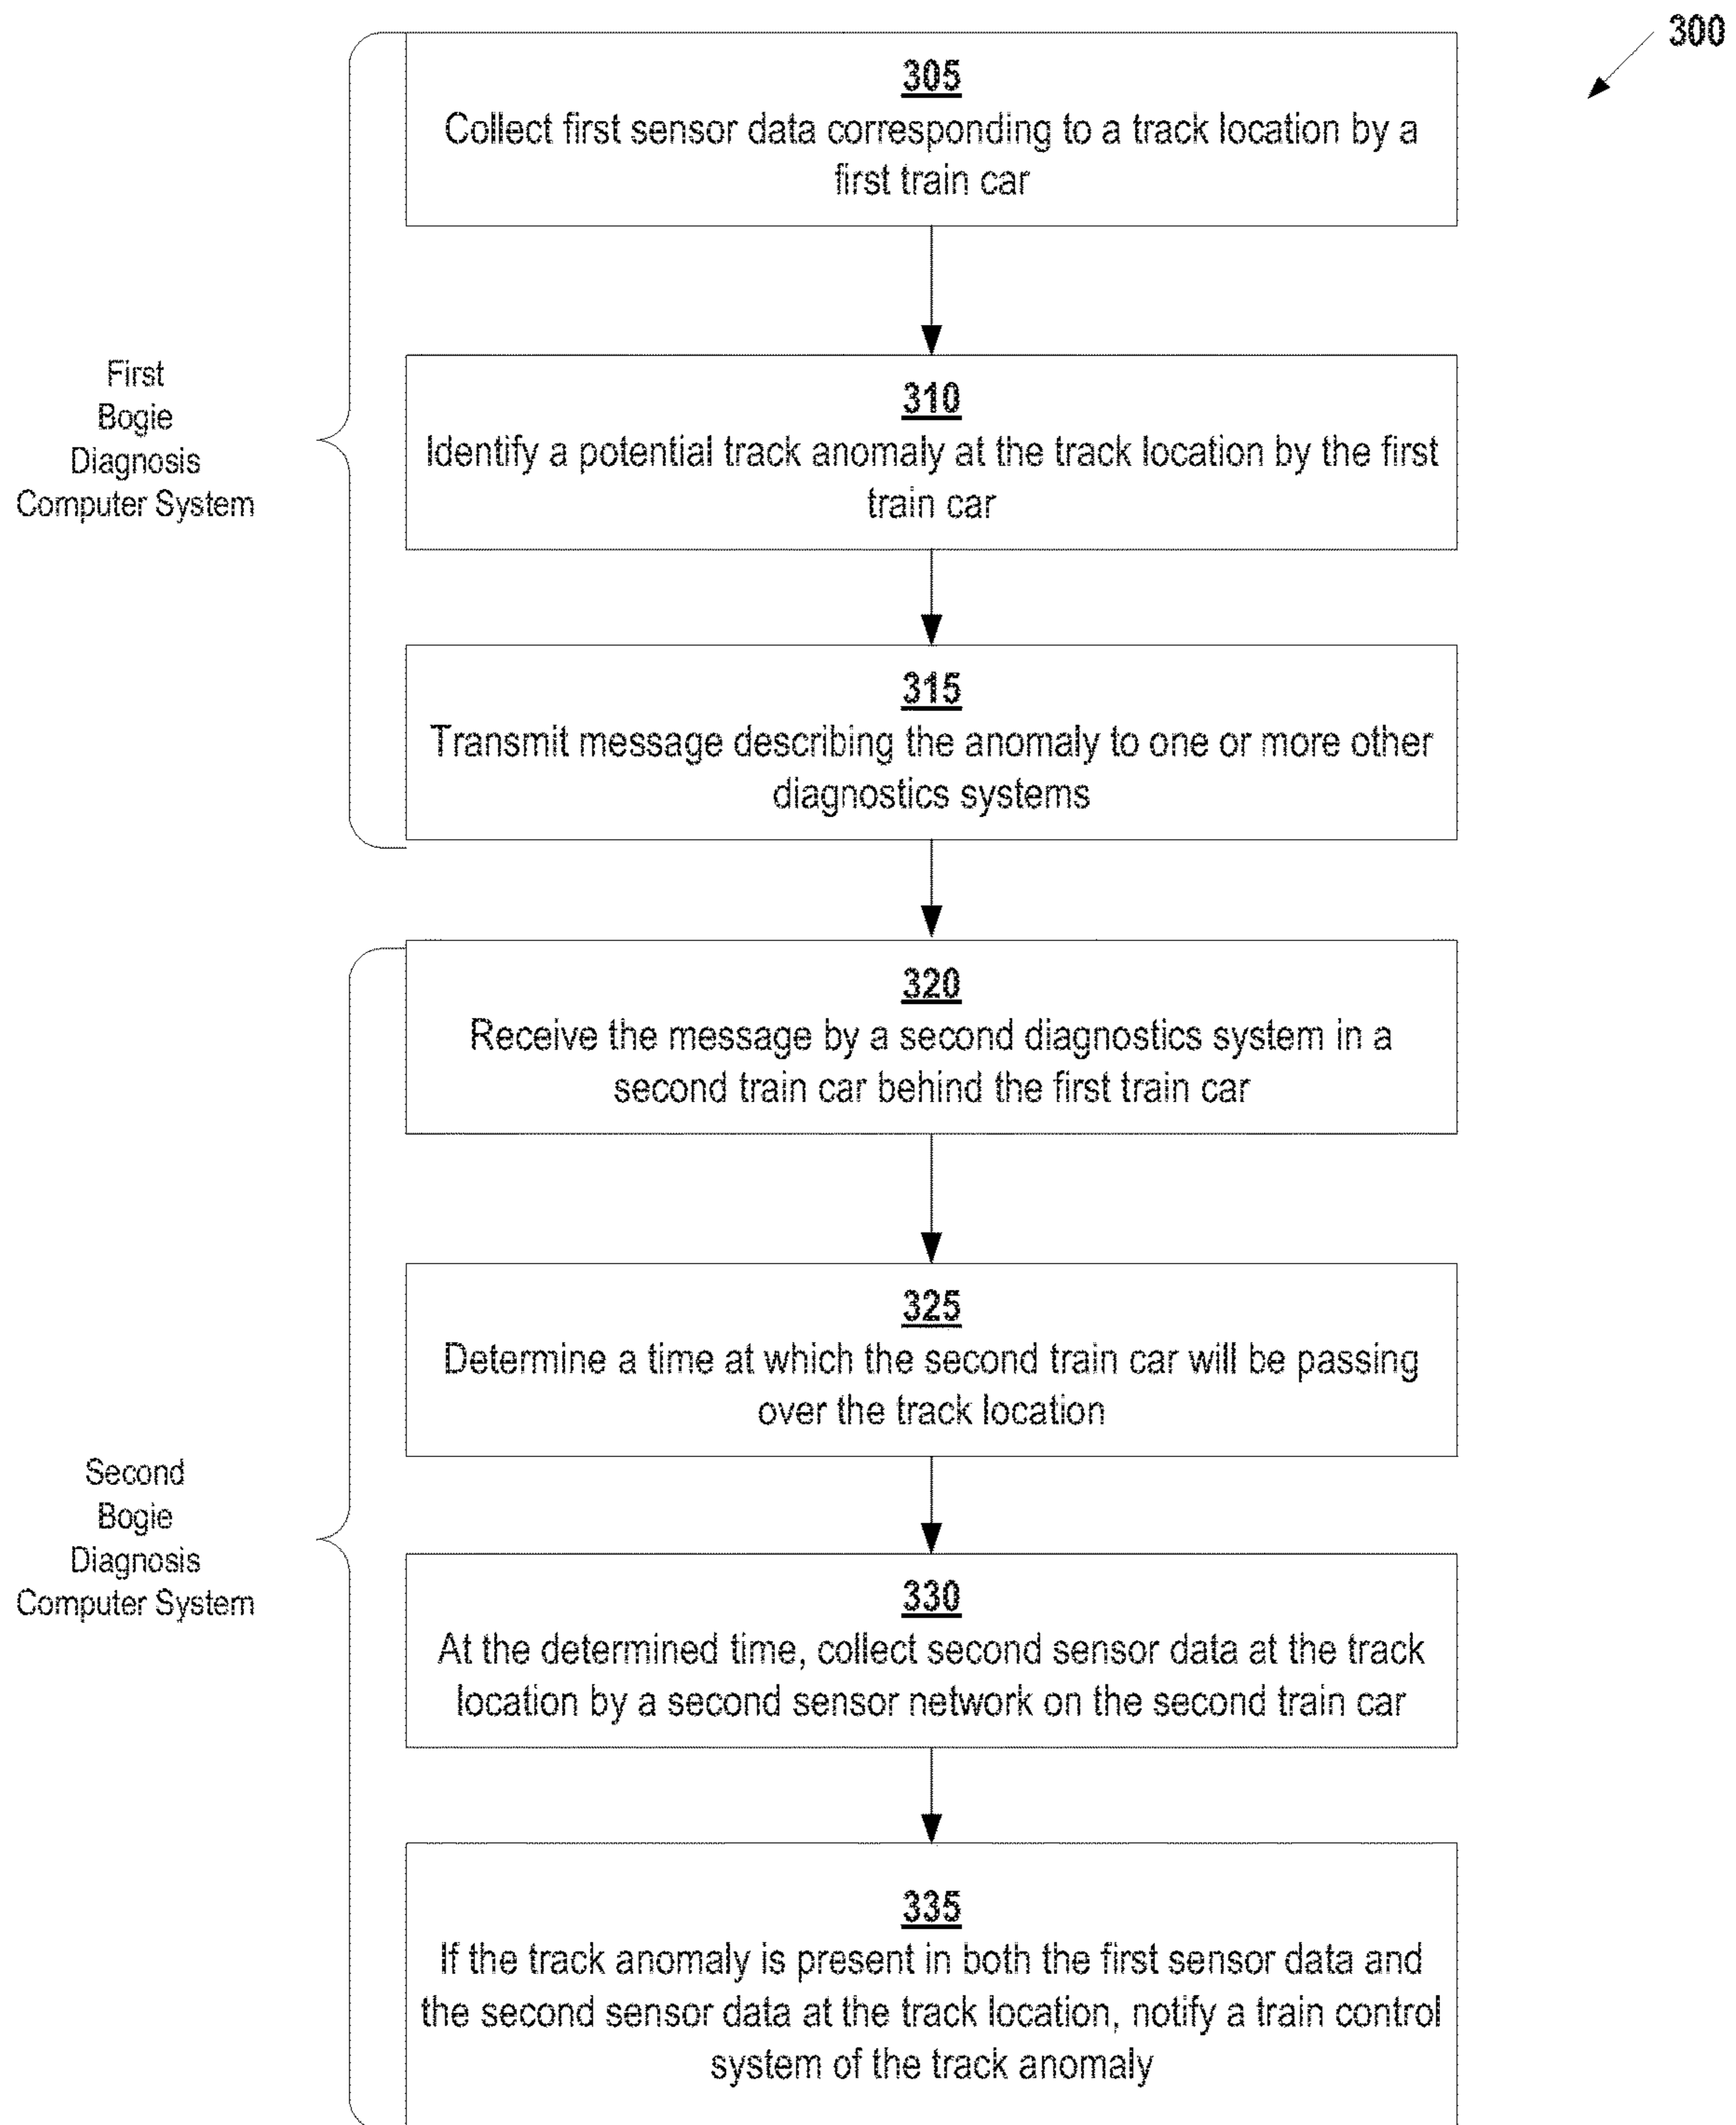 300
305
Collect first sensor data corresponding to a track location by a
first train car
310
Identify a potential track anomaly at the track location by the first
train car
First
Bogie
Diagnosis
Computer System
315
Transmit message describing the anomaly to one or more other
diagnostics systems
320
Receive the message by a second diagnostics system in a
second train car behind the first train car
325
Determine a time at which the second train car will be passing
over the track location
Second
Bogie
Diagnosis
Computer System
330
At the determined time, collect second sensor data at the track
location by a second sensor network on the second train car
335
If the track anomaly is present in both the first sensor data and
the second sensor data at the track location, notify a train control
system of the track anomaly